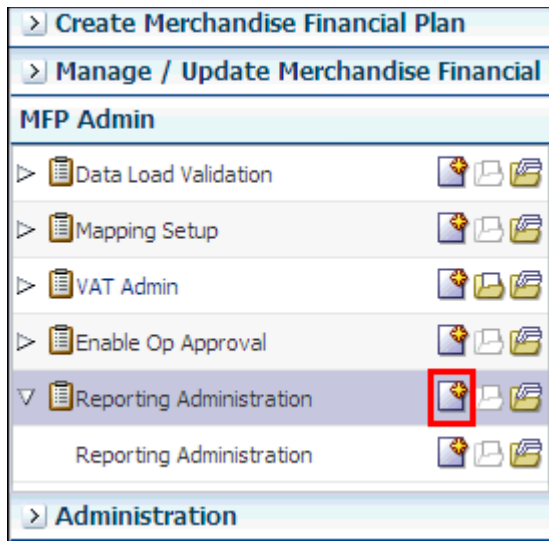 Create Merchandise Financial Plan
Manage / Update Merchandise Financial
MFP Admin
Data Load Validation
Mapping Setup
VAT Admin
Enable Op Approval
Reporting Administration
Reporting Administration
Administration